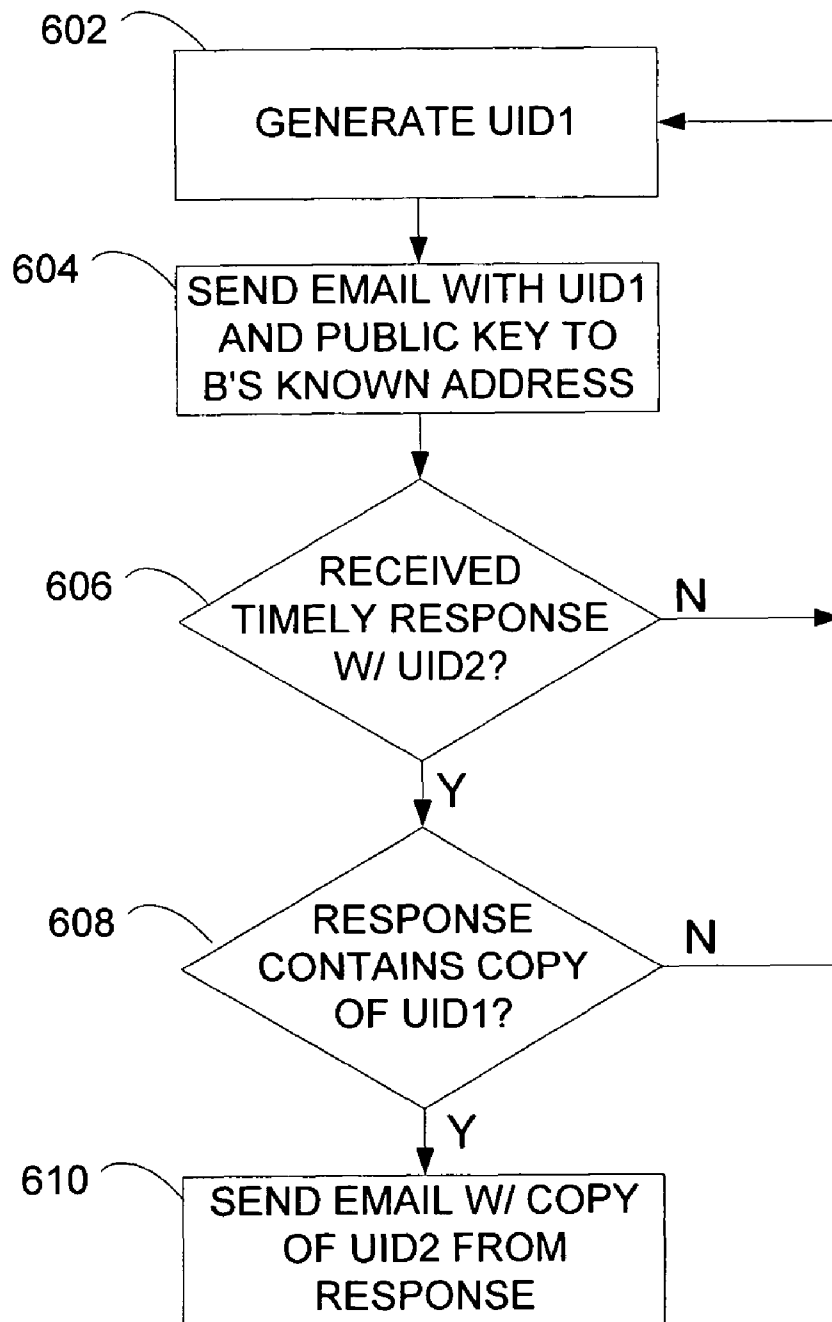 602
GENERATE UID1
604
SEND EMAIL WITH UID1
AND PUBLIC KEY TO
B'S KNOWN ADDRESS
606
RECEIVED
TIMELY RESPONSE
W/ UID2?
N
Y
608
RESPONSE
CONTAINS COPY
OF UID1?
N
Y
610
SEND EMAIL W/ COPY
OF UID2 FROM
RESPONSE